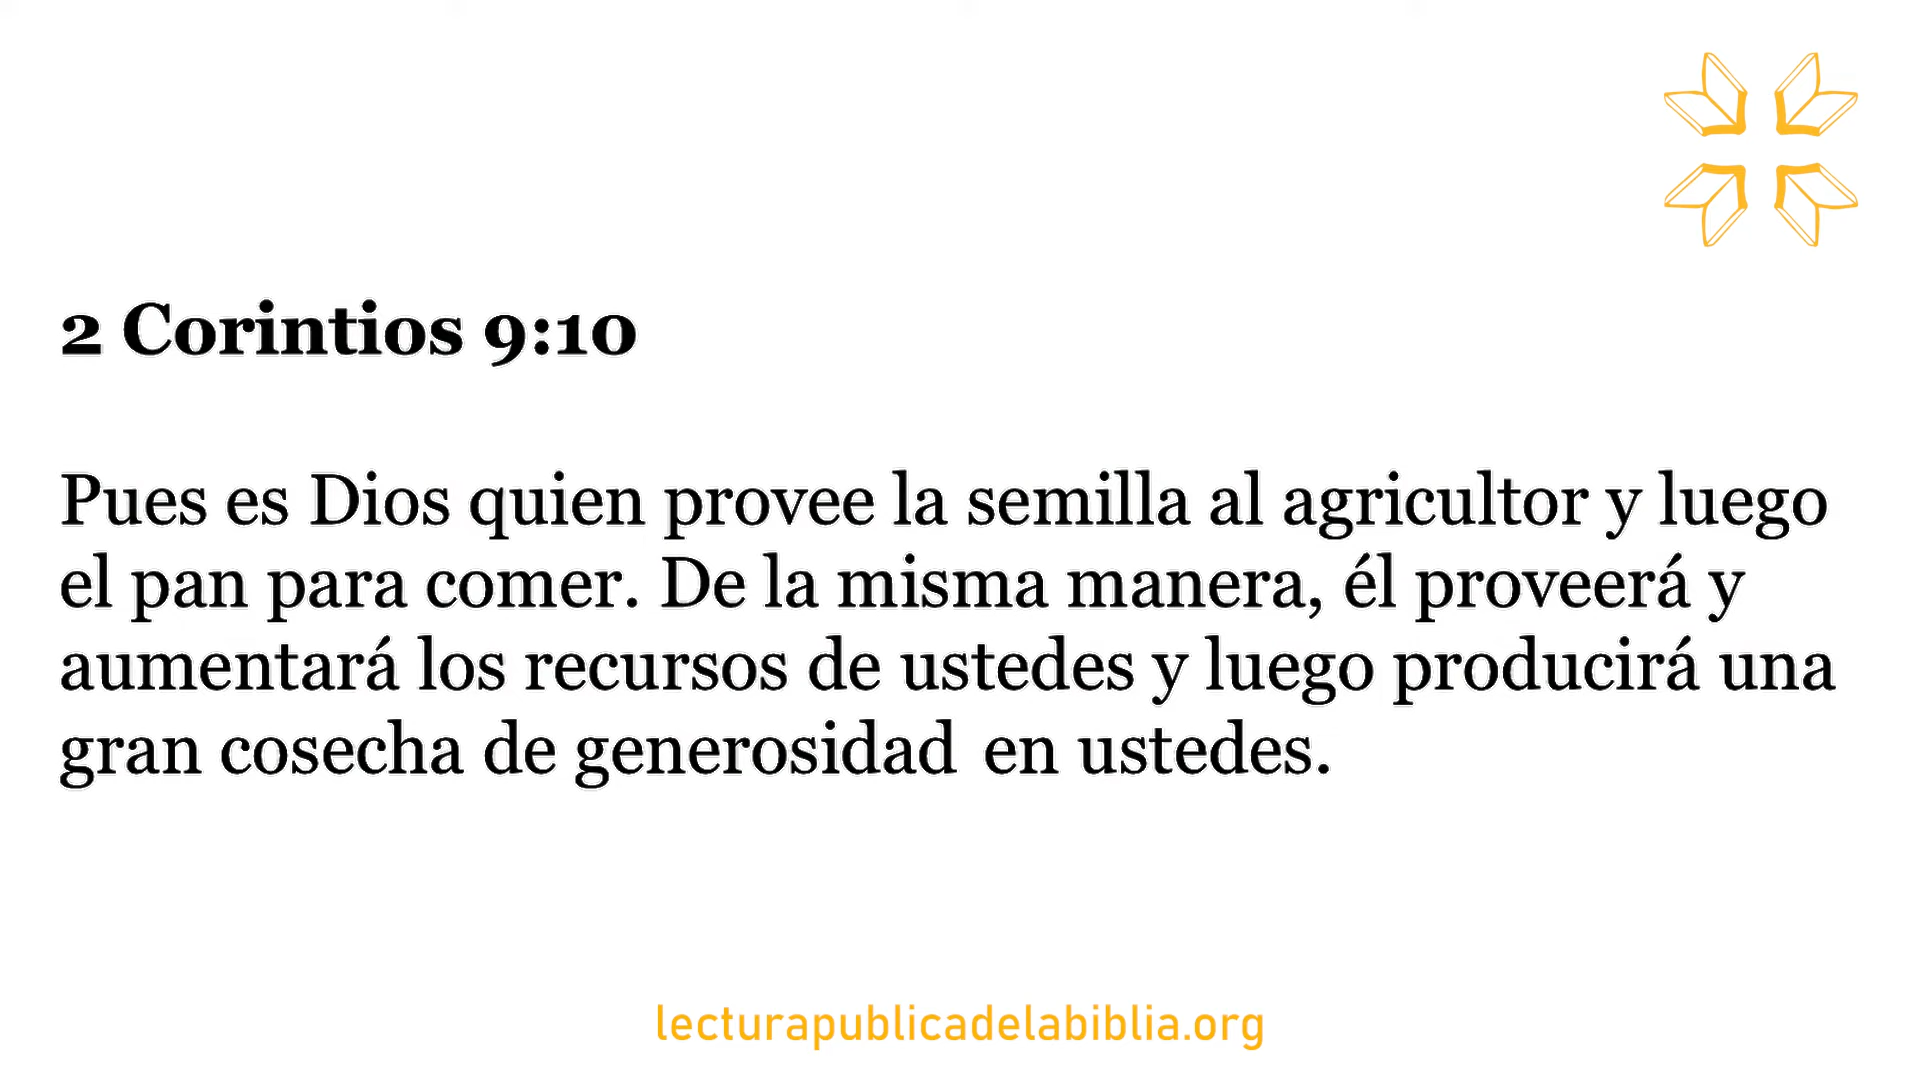 2 Corintios 9:10
Pues es Dios quien provee la semilla al agricultor y luego
el pan para comer. De la misma manera, él proveerá y
aumentará los recursos de ustedes y luego producirá una
gran cosecha de generosidad en ustedes.
lecturapublicadelabiblia.org